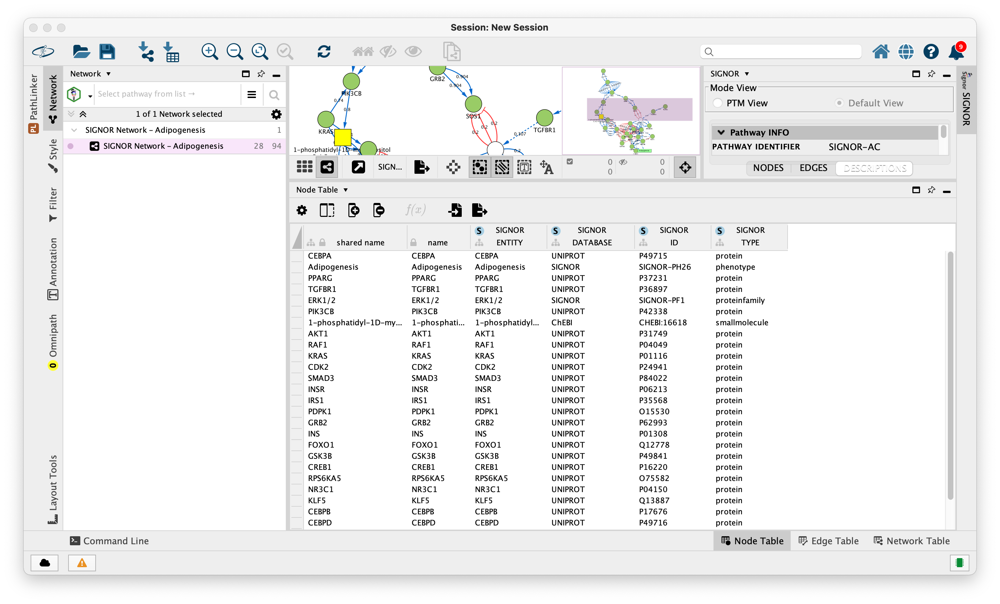 Session: New Session
9
PathLinker
PL
Network
Style
Filter
Annotation
Omnipath
Layout Tools
Network
Select pathway from list →
1 of 1 Network selected
SIGNOR Network – Adipogenesis 1
SIGNOR Network – Adipogenesis 28 94
PIK3CB
0.74
0.8
KRAS
GRB2
0.904
0.904
SOS1
0.2
0.2
0.2
TGFBR1
0.307
0.2
SIGN...
0 0
0 0
SIGNOR
Mode View
PTM View Default View
Pathway INFO
PATHWAY IDENTIFIER SIGNOR-AC
NODES EDGES DESCRIPTIONS
SIGNOR
Node Table
f(x)
shared name name SIGNOR ENTITY SIGNOR DATABASE SIGNOR ID SIGNOR TYPE
CEBPA CEBPA CEBPA UNIPROT P49715 protein
Adipogenesis Adipogenesis Adipogenesis SIGNOR SIGNOR-PH26 phenotype
PPARG PPARG PPARG UNIPROT P37231 protein
TGFBR1 TGFBR1 TGFBR1 UNIPROT P36897 protein
ERK1/2 ERK1/2 ERK1/2 SIGNOR SIGNOR-PF1 proteinfamily
PIK3CB PIK3CB PIK3CB UNIPROT P42338 protein
1-phosphatidyl-1D-my... 1-phosphati... 1-phosphatidyl... ChEBI CHEBI:16618 smallmolecule
AKT1 AKT1 AKT1 UNIPROT P31749 protein
RAF1 RAF1 RAF1 UNIPROT P04049 protein
KRAS KRAS KRAS UNIPROT P01116 protein
CDK2 CDK2 CDK2 UNIPROT P24941 protein
SMAD3 SMAD3 SMAD3 UNIPROT P84022 protein
INSR INSR INSR UNIPROT P06213 protein
IRS1 IRS1 IRS1 UNIPROT P35568 protein
PDPK1 PDPK1 PDPK1 UNIPROT O15530 protein
GRB2 GRB2 GRB2 UNIPROT P62993 protein
INS INS INS UNIPROT P01308 protein
FOXO1 FOXO1 FOXO1 UNIPROT Q12778 protein
GSK3B GSK3B GSK3B UNIPROT P49841 protein
CREB1 CREB1 CREB1 UNIPROT P16220 protein
RPS6KA5 RPS6KA5 RPS6KA5 UNIPROT O75582 protein
NR3C1 NR3C1 NR3C1 UNIPROT P04150 protein
KLF5 KLF5 KLF5 UNIPROT Q13887 protein
CEBPB CEBPB CEBPB UNIPROT P17676 protein
CEBPD CEBPD CEBPD UNIPROT P49716 protein
Command Line
Node Table Edge Table Network Table